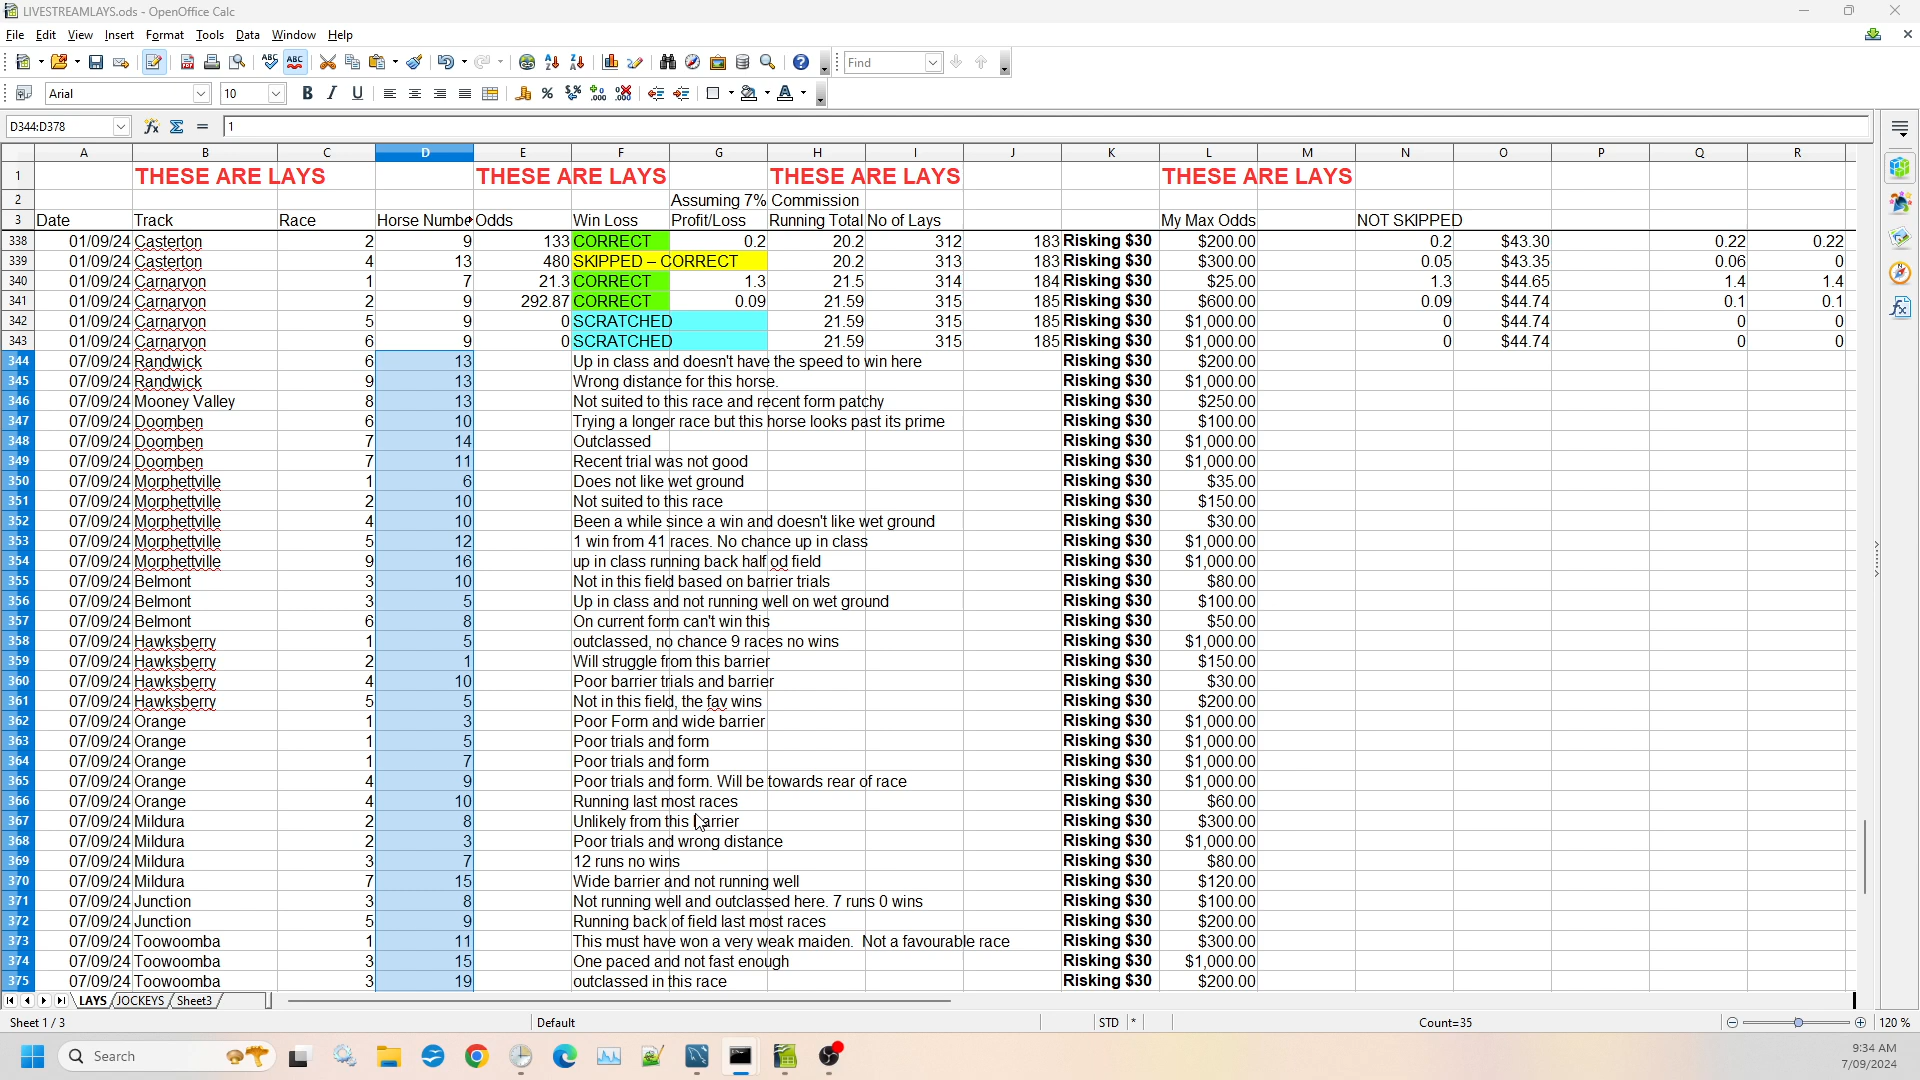 LIVESTREAMLAYS.ods - OpenOffice Calc
File Edit View Insert Format Tools Data Window Help
Find
Arial 10
D344:D378 1
A B C D E F G H I J K L M N O P Q R
1 THESE ARE LAYS THESE ARE LAYS THESE ARE LAYS THESE ARE LAYS
2 Assuming 7% Commission
3 Date Track Race Horse Numbe Odds Win Loss Profit/Loss Running Total No of Lays My Max Odds NOT SKIPPED
338 01/09/24 Casterton 2 9 133 CORRECT 0.2 20.2 312 183 Risking $30 $200.00 0.2 $43.30 0.22 0.22
339 01/09/24 Casterton 4 13 480 SKIPPED – CORRECT 20.2 313 183 Risking $30 $300.00 0.05 $43.35 0.06 0
340 01/09/24 Carnarvon 1 7 21.3 CORRECT 1.3 21.5 314 184 Risking $30 $25.00 1.3 $44.65 1.4 1.4
341 01/09/24 Carnarvon 2 9 292.87 CORRECT 0.09 21.59 315 185 Risking $30 $600.00 0.09 $44.74 0.1 0.1
342 01/09/24 Carnarvon 5 9 0 SCRATCHED 21.59 315 185 Risking $30 $1,000.00 0 $44.74 0 0
343 01/09/24 Carnarvon 6 9 0 SCRATCHED 21.59 315 185 Risking $30 $1,000.00 0 $44.74 0 0
344 07/09/24 Randwick 6 13 Up in class and doesn't have the speed to win here Risking $30 $200.00
345 07/09/24 Randwick 9 13 Wrong distance for this horse. Risking $30 $1,000.00
346 07/09/24 Mooney Valley 8 13 Not suited to this race and recent form patchy Risking $30 $250.00
347 07/09/24 Doomben 6 10 Trying a longer race but this horse looks past its prime Risking $30 $100.00
348 07/09/24 Doomben 7 14 Outclassed Risking $30 $1,000.00
349 07/09/24 Doomben 7 11 Recent trial was not good Risking $30 $1,000.00
350 07/09/24 Morphettville 1 6 Does not like wet ground Risking $30 $35.00
351 07/09/24 Morphettville 2 10 Not suited to this race Risking $30 $150.00
352 07/09/24 Morphettville 4 10 Been a while since a win and doesn't like wet ground Risking $30 $30.00
353 07/09/24 Morphettville 5 12 1 win from 41 races. No chance up in class Risking $30 $1,000.00
354 07/09/24 Morphettville 9 16 up in class running back half od field Risking $30 $1,000.00
355 07/09/24 Belmont 3 10 Not in this field based on barrier trials Risking $30 $80.00
356 07/09/24 Belmont 3 5 Up in class and not running well on wet ground Risking $30 $100.00
357 07/09/24 Belmont 6 8 On current form can't win this Risking $30 $50.00
358 07/09/24 Hawksberry 1 5 outclassed, no chance 9 races no wins Risking $30 $1,000.00
359 07/09/24 Hawksberry 2 1 Will struggle from this barrier Risking $30 $150.00
360 07/09/24 Hawksberry 4 10 Poor barrier trials and barrier Risking $30 $30.00
361 07/09/24 Hawksberry 5 5 Not in this field, the fav wins Risking $30 $200.00
362 07/09/24 Orange 1 3 Poor Form and wide barrier Risking $30 $1,000.00
363 07/09/24 Orange 1 5 Poor trials and form Risking $30 $1,000.00
364 07/09/24 Orange 1 7 Poor trials and form Risking $30 $1,000.00
365 07/09/24 Orange 4 9 Poor trials and form. Will be towards rear of race Risking $30 $1,000.00
366 07/09/24 Orange 4 10 Running last most races Risking $30 $60.00
367 07/09/24 Mildura 2 8 Unlikely from this barrier Risking $30 $300.00
368 07/09/24 Mildura 2 3 Poor trials and wrong distance Risking $30 $1,000.00
369 07/09/24 Mildura 3 7 12 runs no wins Risking $30 $80.00
370 07/09/24 Mildura 7 15 Wide barrier and not running well Risking $30 $120.00
371 07/09/24 Junction 3 8 Not running well and outclassed here. 7 runs 0 wins Risking $30 $100.00
372 07/09/24 Junction 5 9 Running back of field last most races Risking $30 $200.00
373 07/09/24 Toowoomba 1 11 This must have won a very weak maiden. Not a favourable race Risking $30 $300.00
374 07/09/24 Toowoomba 3 15 One paced and not fast enough Risking $30 $1,000.00
375 07/09/24 Toowoomba 3 19 outclassed in this race Risking $30 $200.00
LAYS JOCKEYS Sheet3
Sheet 1 / 3 Default STD * Count=35 120 %
Search 9:34 AM
7/09/2024